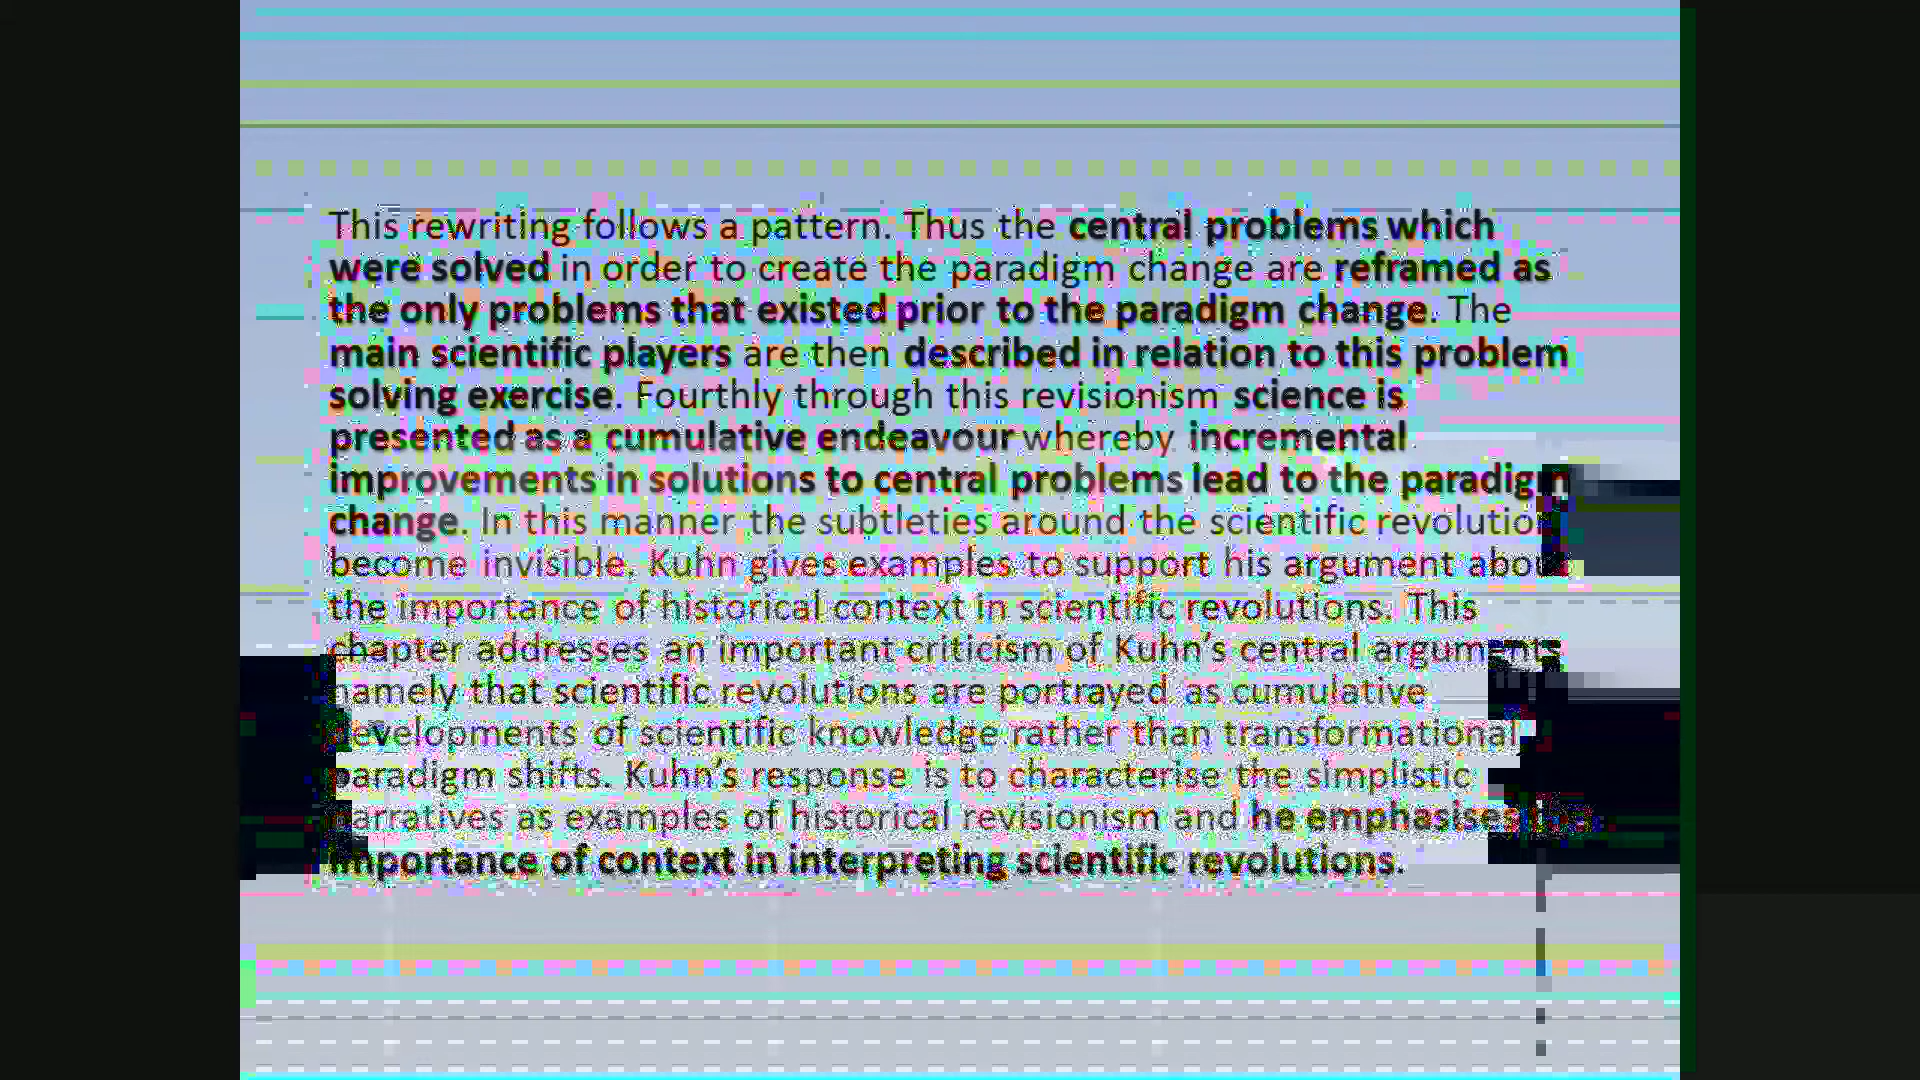 This rewriting follows a pattern. Thus the central problems which
were solved in order to create the paradigm change are reframed as
the only problems that existed prior to the paradigm change. The
main scientific players are then described in relation to this problem
solving exercise. Fourthly through this revisionism science is
presented as a cumulative endeavour whereby incremental
improvements in solutions to central problems lead to the paradigm
change. In this manner the subtleties around the scientific revolution
become invisible. Kuhn gives examples to support his argument about
the importance of historical context in scientific revolutions. This
chapter addresses an important criticism of Kuhn's central arguments
namely that scientific revolutions are portrayed as cumulative
developments of scientific knowledge rather than transformational
paradigm shifts. Kuhn's response is to characterise the simplistic
narratives as examples of historical revisionism and he emphasises the
importance of context in interpreting scientific revolutions.